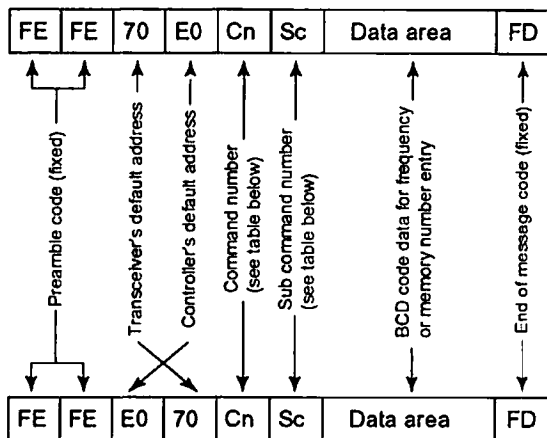 FE FE 70 E0 Cn Sc Data area FD
Preamble code (fixed)
Transceiver's default address
Controller's default address
Command number
(see table below)
Sub command number
(see table below)
BCD code data for frequency
or memory number entry
End of message code (fixed)
FE FE E0 70 Cn Sc Data area FD